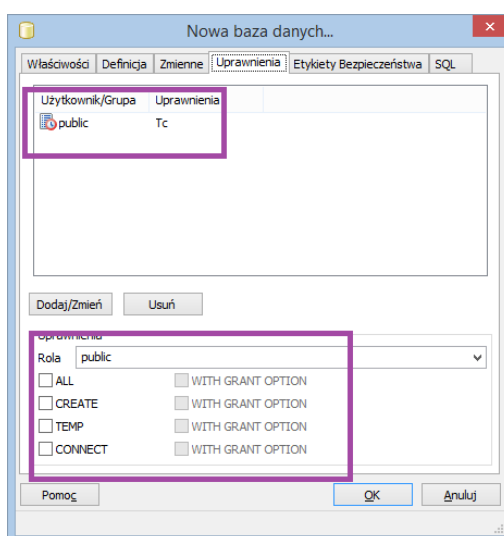 Nowa baza danych...
Właściwości Definicja Zmienne Uprawnienia Etykiety Bezpieczeństwa SQL
Użytkownik/Grupa Uprawnienia
public Tc
Dodaj/Zmień Usuń
Uprawnienia
Rola public
ALL WITH GRANT OPTION
CREATE WITH GRANT OPTION
TEMP WITH GRANT OPTION
CONNECT WITH GRANT OPTION
Pomoc OK Anuluj